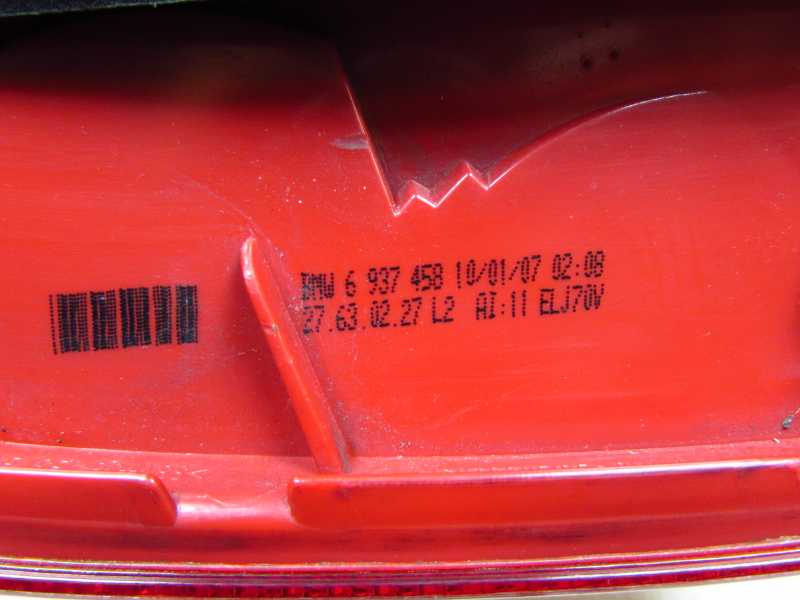 BMW 6 937 458 10/01/07 02:08
27.63.02.27 L2 AI:11 ELJ70V